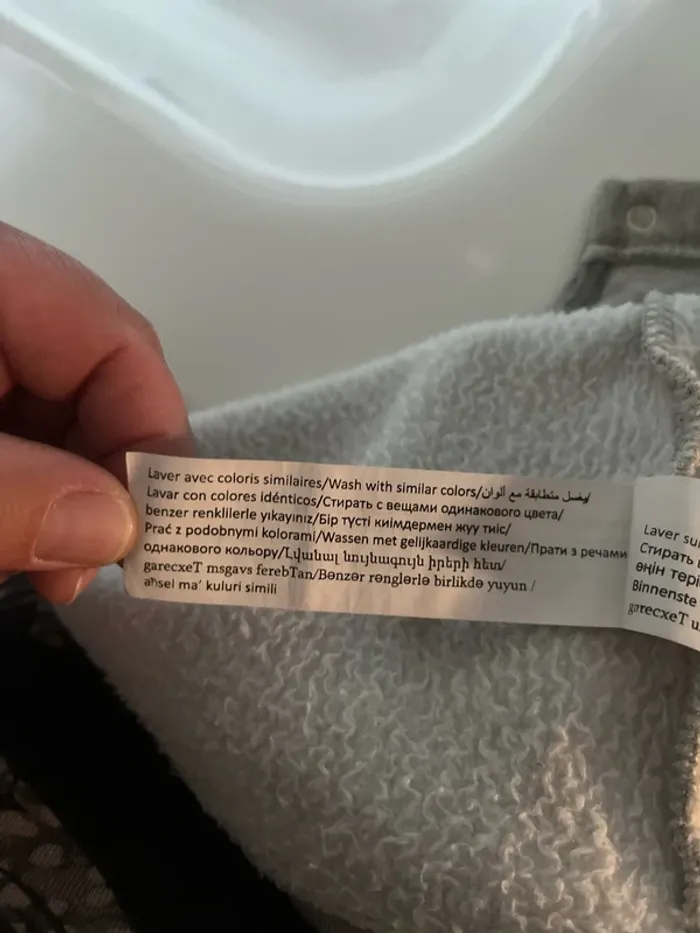 Laver avec coloris similaires/Wash with similar colors/يغسل متطابقة مع ألوان/
Lavar con colores idénticos/Стирать с вещами одинакового цвета/
benzer renklilerle yıkayınız/Бір түсті киімдермен жуу тиіс/
Prać z podobnymi kolorami/Wassen met gelijkaardige kleuren/Прати з речами
однакового кольору/Լվանալ նույնագույն իրերի հետ/
garecxeT msgavs ferebTan/Bənzər rənglərlə birlikdə yuyun /
aħsel ma’ kuluri simili
Laver su
Стирать
өңін тері
Binnenste
garecxeT